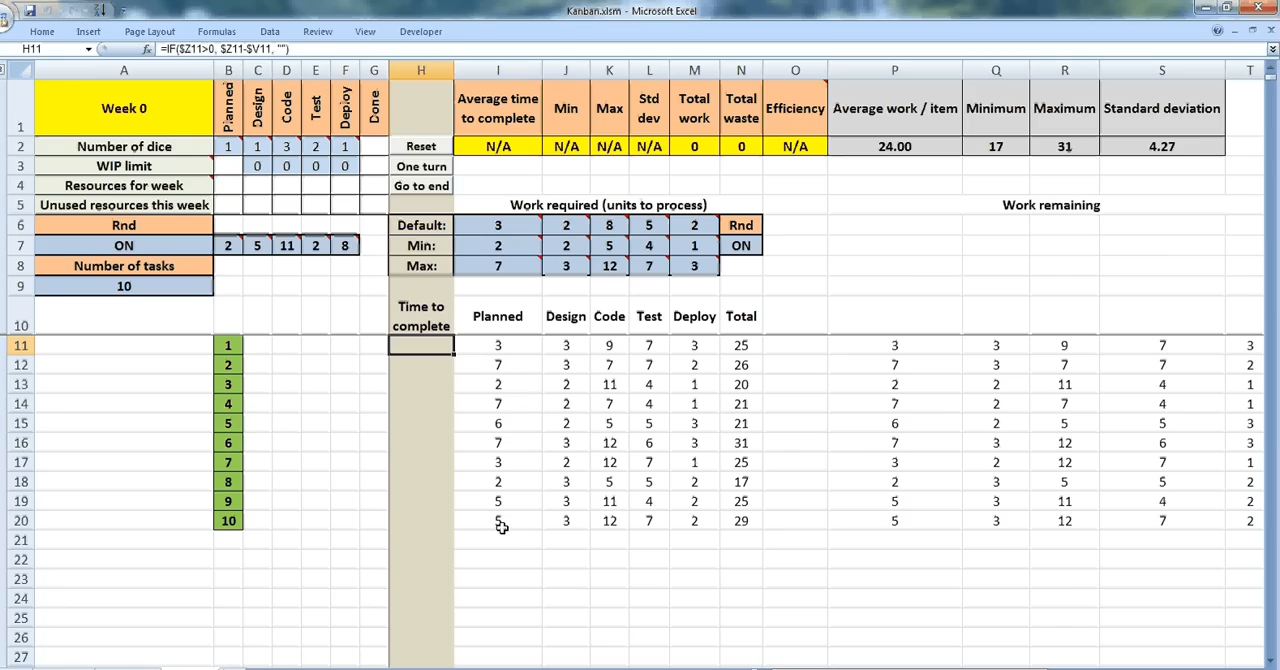 Kanban.xlsm - Microsoft Excel
Home Insert Page Layout Formulas Data Review View Developer
H11 fx =IF($Z11>0, $Z11-$V11, "")
A B C D E F G H I J K L M N O P Q R S T
1 Week 0 Planned Design Code Test Deploy Done Average time to complete Min Max Std dev Total work Total waste Efficiency Average work / item Minimum Maximum Standard deviation
2 Number of dice 1 1 3 2 1 Reset N/A N/A N/A N/A 0 0 N/A 24.00 17 31 4.27
3 WIP limit 0 0 0 0 One turn
4 Resources for week Go to end
5 Unused resources this week Work required (units to process) Work remaining
6 Rnd Default: 3 2 8 5 2 Rnd
7 ON 2 5 11 2 8 Min: 2 2 5 4 1 ON
8 Number of tasks Max: 7 3 12 7 3
9 10
10 Time to complete Planned Design Code Test Deploy Total
11 1 3 3 9 7 3 25 3 3 9 7 3
12 2 7 3 7 7 2 26 7 3 7 7 2
13 3 2 2 11 4 1 20 2 2 11 4 1
14 4 7 2 7 4 1 21 7 2 7 4 1
15 5 6 2 5 5 3 21 6 2 5 5 3
16 6 7 3 12 6 3 31 7 3 12 6 3
17 7 3 2 12 7 1 25 3 2 12 7 1
18 8 2 3 5 5 2 17 2 3 5 5 2
19 9 5 3 11 4 2 25 5 3 11 4 2
20 10 5 3 12 7 2 29 5 3 12 7 2
21
22
23
24
25
26
27